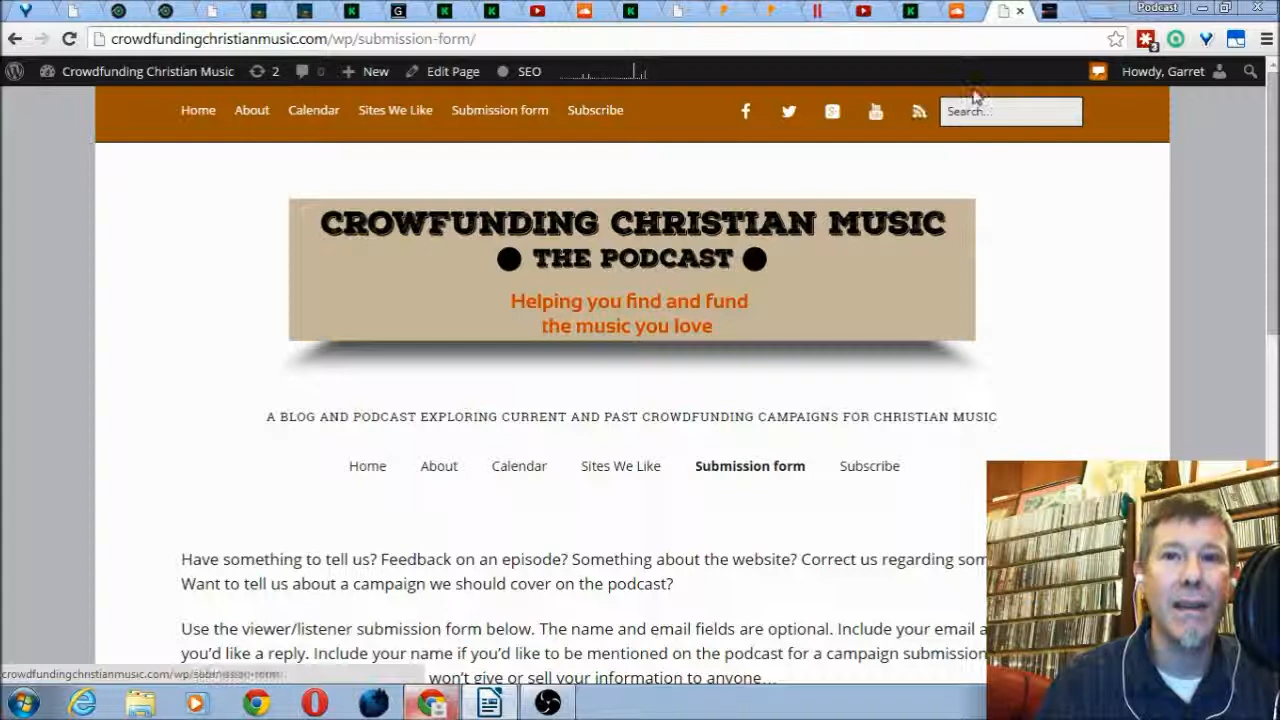 Podcast
crowdfundingchristianmusic.com/wp/submission-form/
3
Crowdfunding Christian Music 2 0 New Edit Page SEO Howdy, Garret
Home About Calendar Sites We Like Submission form Subscribe Search...
CROWFUNDING CHRISTIAN MUSIC
THE PODCAST
Helping you find and fund
the music you love
A BLOG AND PODCAST EXPLORING CURRENT AND PAST CROWDFUNDING CAMPAIGNS FOR CHRISTIAN MUSIC
Home About Calendar Sites We Like Submission form Subscribe
Have something to tell us? Feedback on an episode? Something about the website? Correct us regarding som
Want to tell us about a campaign we should cover on the podcast?
Use the viewer/listener submission form below. The name and email fields are optional. Include your email a
you'd like a reply. Include your name if you'd like to be mentioned on the podcast for a campaign submission
crowdfundingchristianmusic.com/wp/submission-form/
won't give or sell your information to anyone...